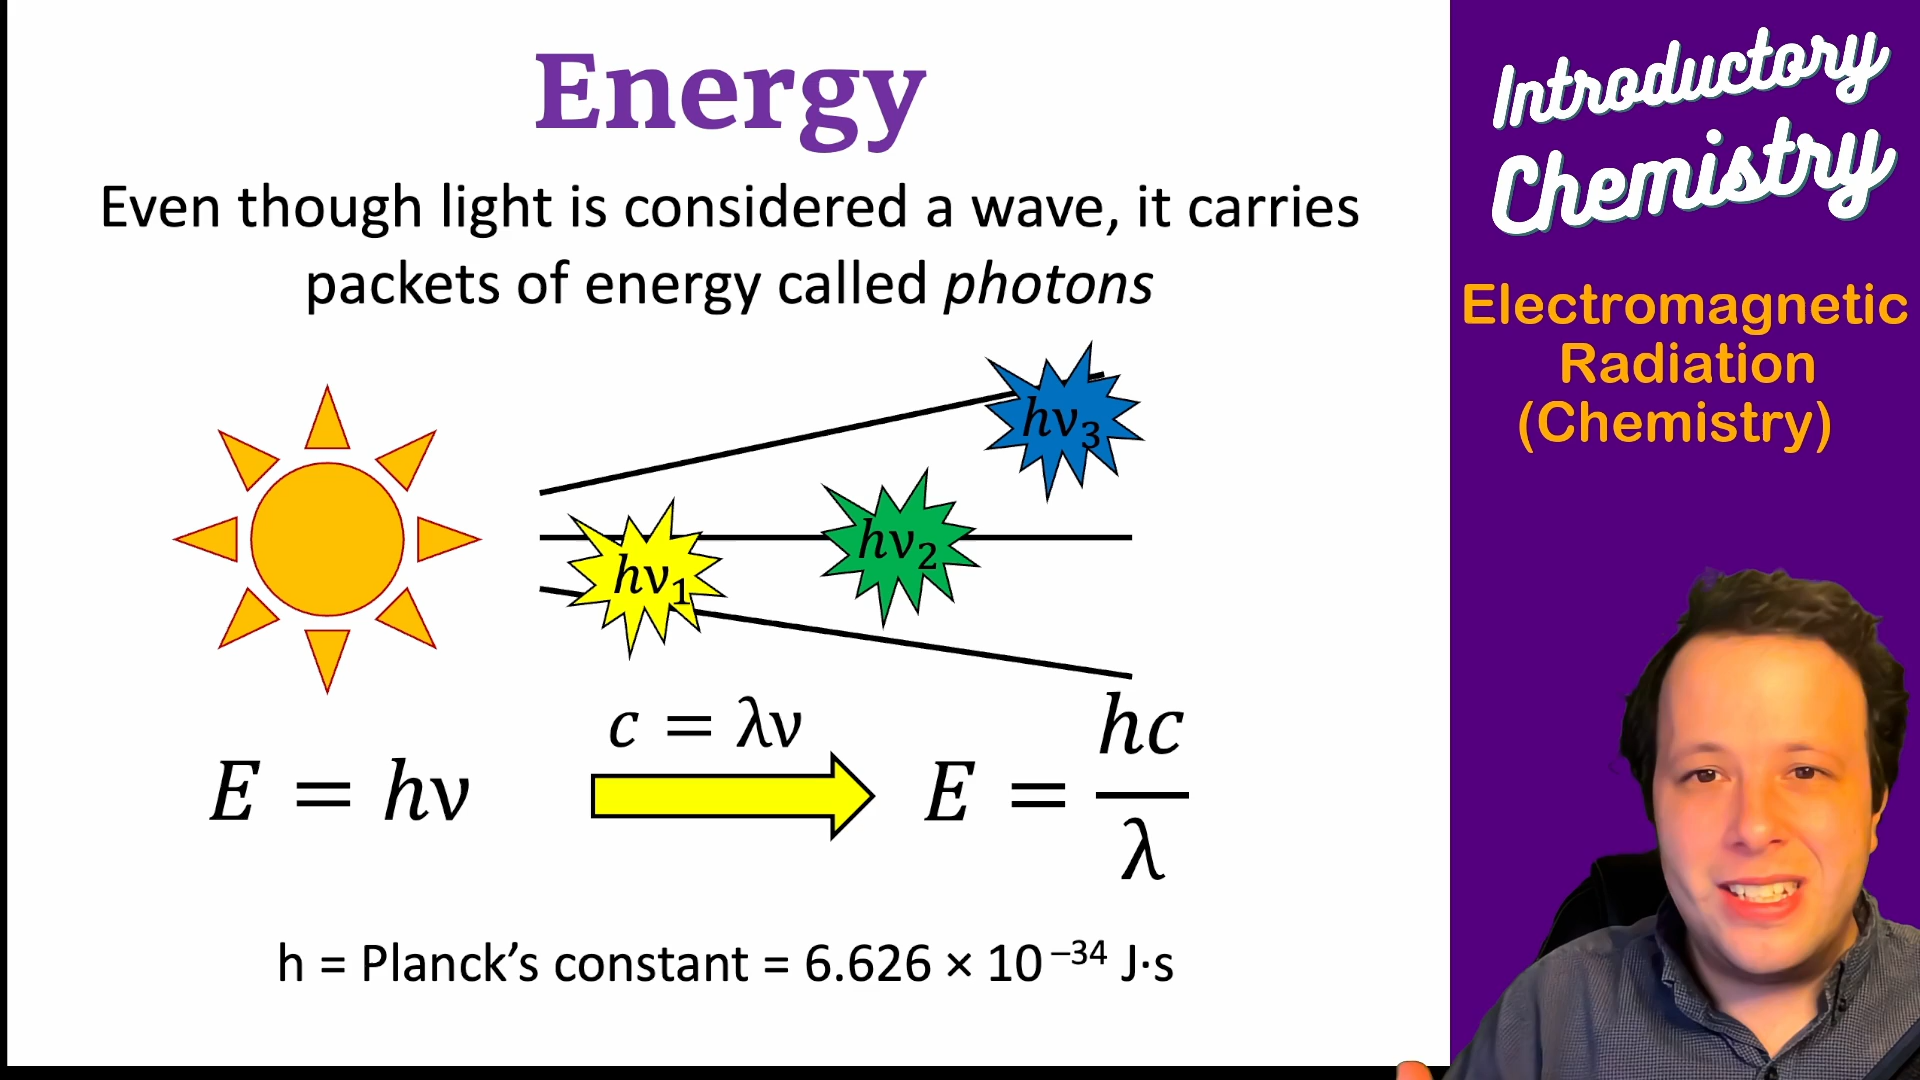 Energy
Even though light is considered a wave, it carries
packets of energy called photons
hν₃
hν₂
hν₁
c = λν
E = hν
E = hc/λ
h = Planck’s constant = 6.626 × 10⁻³⁴ J·s
Introductory
Chemistry
Electromagnetic
Radiation
(Chemistry)